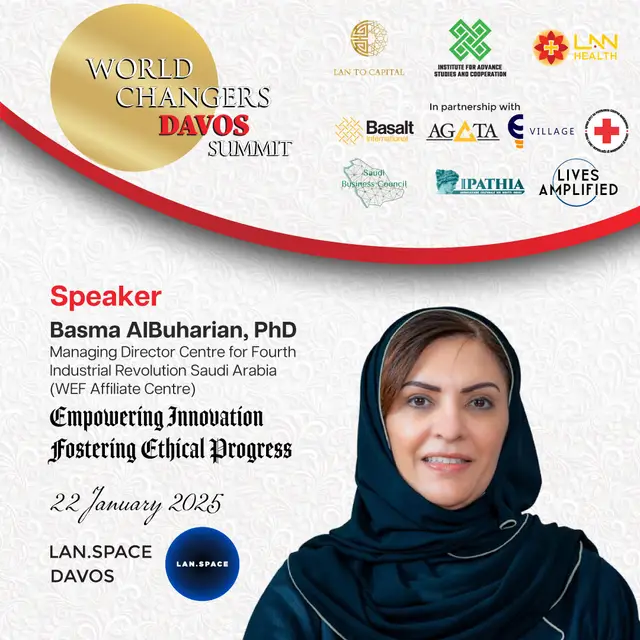 WORLD
CHANGERS
DAVOS
SUMMIT
LAN TO CAPITAL
INSTITUTE FOR ADVANCE
STUDIES AND COOPERATION
LNN
HEALTH
In partnership with
Basalt
International
AGATA
VILLAGE
Saudi
Business Council
IPATHIA
LIVES
AMPLIFIED
Speaker
Basma AlBuharian, PhD
Managing Director Centre for Fourth
Industrial Revolution Saudi Arabia
(WEF Affiliate Centre)
Empowering Innovation
Fostering Ethical Progress
22 January 2025
LAN.SPACE
DAVOS
LAN.SPACE